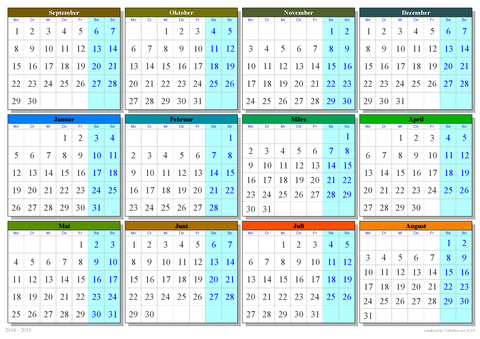 September
Mo Di Mi Do Fr Sa So
1 2 3 4 5 6 7
8 9 10 11 12 13 14
15 16 17 18 19 20 21
22 23 24 25 26 27 28
29 30
Oktober
Mo Di Mi Do Fr Sa So
1 2 3 4 5
6 7 8 9 10 11 12
13 14 15 16 17 18 19
20 21 22 23 24 25 26
27 28 29 30 31
November
Mo Di Mi Do Fr Sa So
1 2
3 4 5 6 7 8 9
10 11 12 13 14 15 16
17 18 19 20 21 22 23
24 25 26 27 28 29 30
Dezember
Mo Di Mi Do Fr Sa So
1 2 3 4 5 6 7
8 9 10 11 12 13 14
15 16 17 18 19 20 21
22 23 24 25 26 27 28
29 30 31
Januar
Mo Di Mi Do Fr Sa So
1 2 3 4
5 6 7 8 9 10 11
12 13 14 15 16 17 18
19 20 21 22 23 24 25
26 27 28 29 30 31
Februar
Mo Di Mi Do Fr Sa So
1
2 3 4 5 6 7 8
9 10 11 12 13 14 15
16 17 18 19 20 21 22
23 24 25 26 27 28
März
Mo Di Mi Do Fr Sa So
1
2 3 4 5 6 7 8
9 10 11 12 13 14 15
16 17 18 19 20 21 22
23 24 25 26 27 28 29
30 31
April
Mo Di Mi Do Fr Sa So
1 2 3 4 5
6 7 8 9 10 11 12
13 14 15 16 17 18 19
20 21 22 23 24 25 26
27 28 29 30
Mai
Mo Di Mi Do Fr Sa So
1 2 3
4 5 6 7 8 9 10
11 12 13 14 15 16 17
18 19 20 21 22 23 24
25 26 27 28 29 30 31
Juni
Mo Di Mi Do Fr Sa So
1 2 3 4 5 6 7
8 9 10 11 12 13 14
15 16 17 18 19 20 21
22 23 24 25 26 27 28
29 30
Juli
Mo Di Mi Do Fr Sa So
1 2 3 4 5
6 7 8 9 10 11 12
13 14 15 16 17 18 19
20 21 22 23 24 25 26
27 28 29 30 31
August
Mo Di Mi Do Fr Sa So
1 2
3 4 5 6 7 8 9
10 11 12 13 14 15 16
17 18 19 20 21 22 23
24 25 26 27 28 29 30
31
2014 - 2015